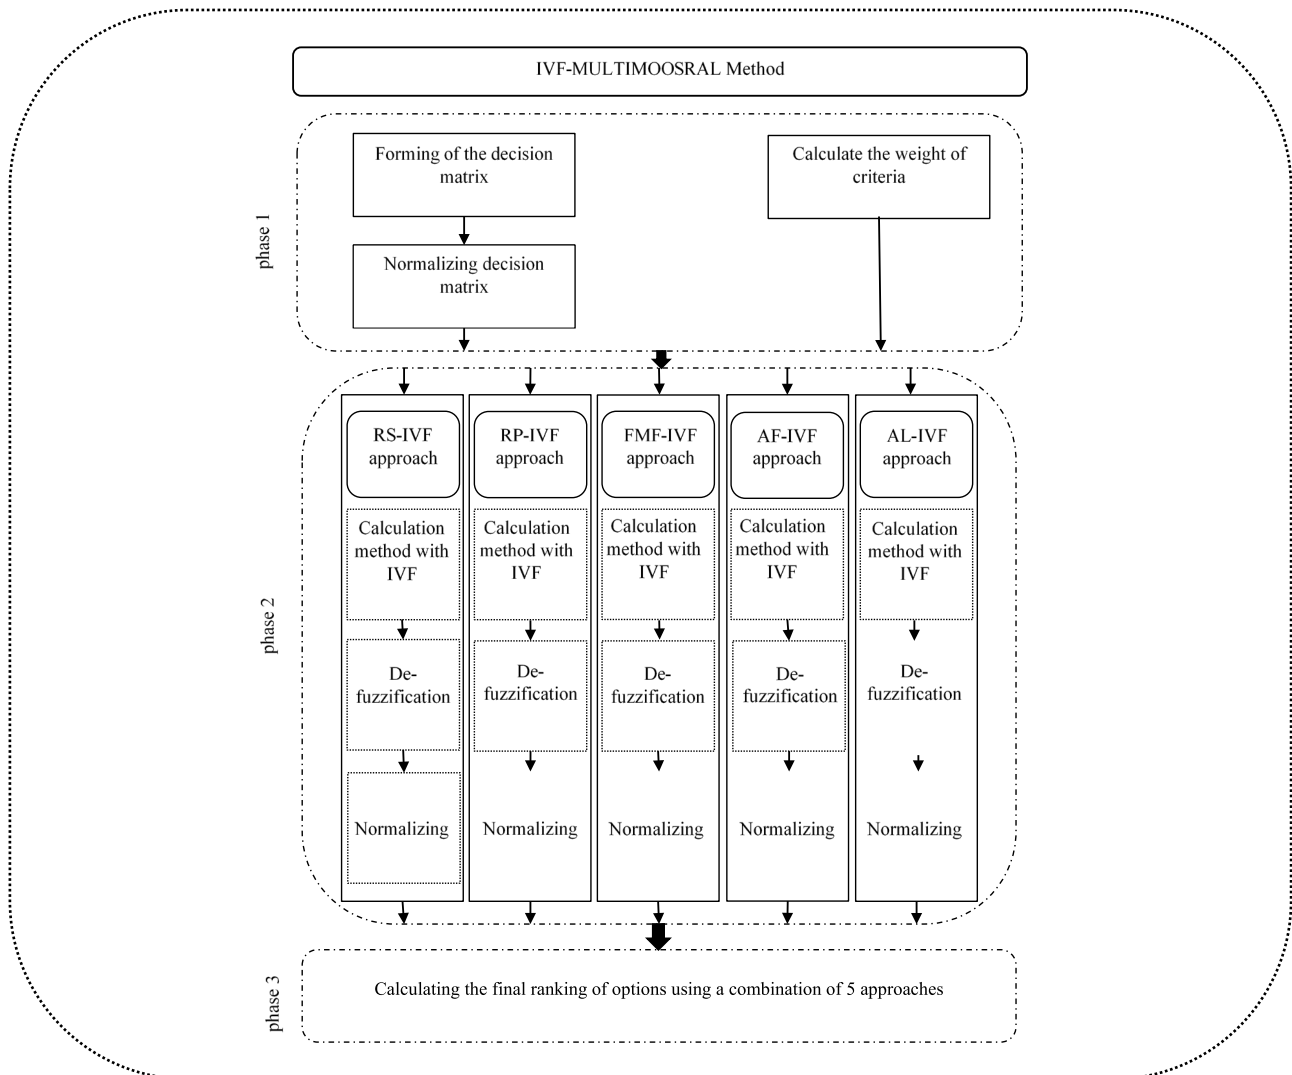 IVF-MULTIMOOSRAL Method
phase 1
Forming of the decision
matrix
Normalizing decision
matrix
Calculate the weight of
criteria
phase 2
RS-IVF
approach
Calculation
method with
IVF
De-
fuzzification
Normalizing
RP-IVF
approach
Calculation
method with
IVF
De-
fuzzification
Normalizing
FMF-IVF
approach
Calculation
method with
IVF
De-
fuzzification
Normalizing
AF-IVF
approach
Calculation
method with
IVF
De-
fuzzification
Normalizing
AL-IVF
approach
Calculation
method with
IVF
De-
fuzzification
Normalizing
phase 3
Calculating the final ranking of options using a combination of 5 approaches